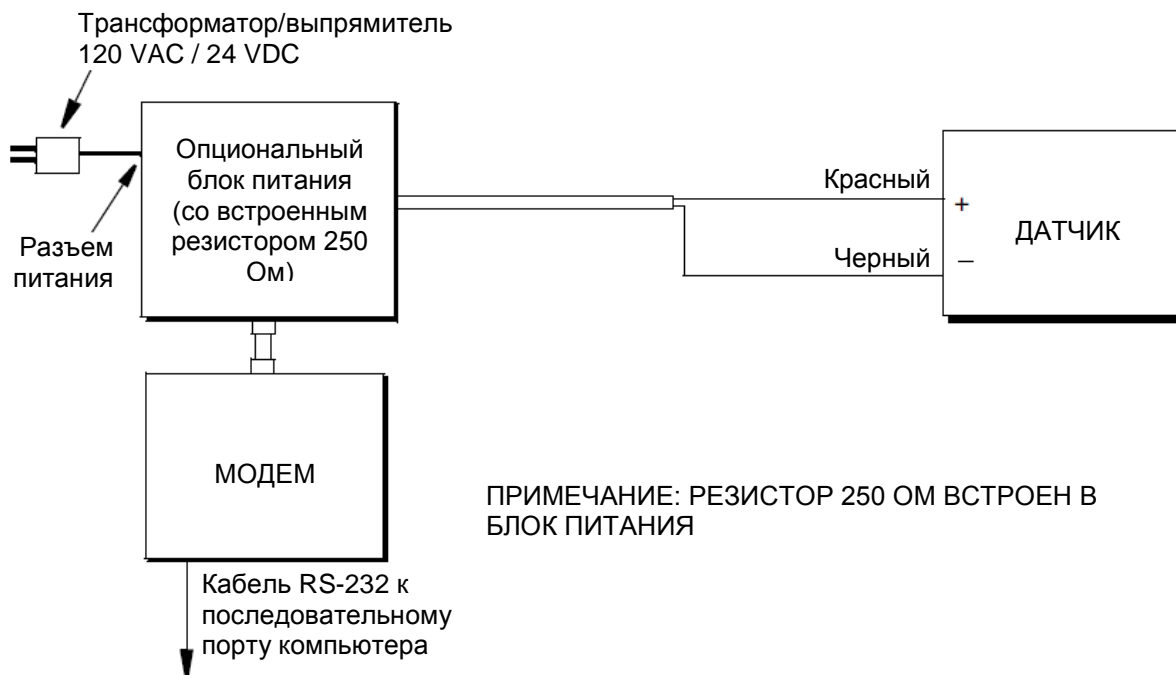 Трансформатор/выпрямитель
120 VAC / 24 VDC
Опциональный
блок питания
(со встроенным
резистором 250
Ом)
Разъем
питания
Красный
+
Черный
–
ДАТЧИК
МОДЕМ
ПРИМЕЧАНИЕ: РЕЗИСТОР 250 ОМ ВСТРОЕН В
БЛОК ПИТАНИЯ
Кабель RS-232 к
последовательному
порту компьютера